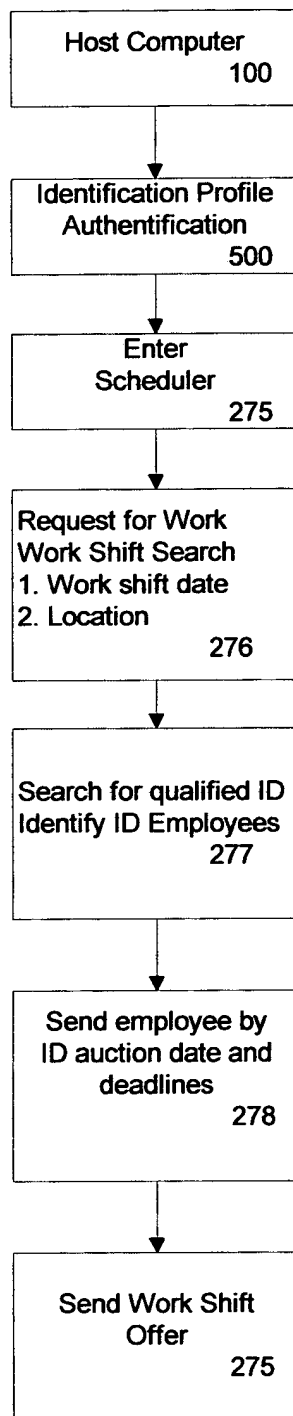 Host Computer
100
Identification Profile
Authentification
500
Enter
Scheduler
275
Request for Work
Work Shift Search
1. Work shift date
2. Location
276
Search for qualified ID
Identify ID Employees
277
Send employee by
ID auction date and
deadlines
278
Send Work Shift
Offer
275